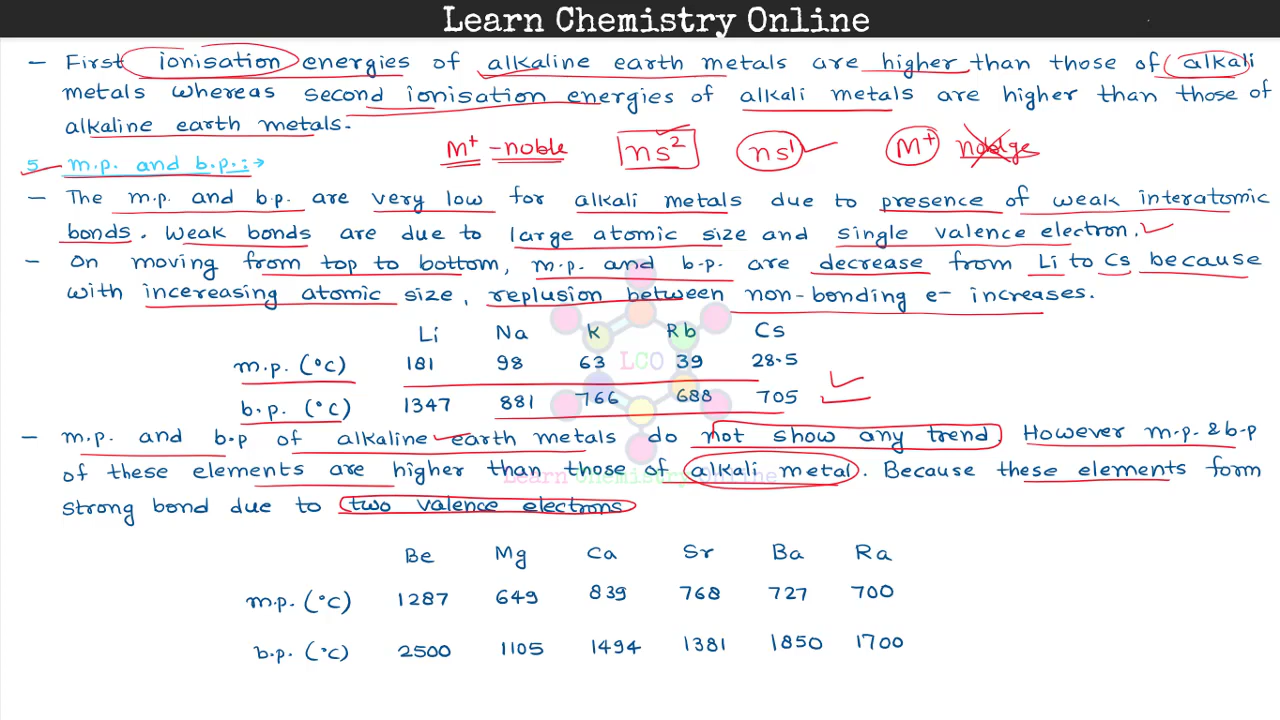 Learn Chemistry Online
- First ionisation energies of alkaline earth metals are higher than those of alkali
metals whereas second ionisation energies of alkali metals are higher than those of
alkaline earth metals.
M+ - noble ns² ns¹ M+
5. m.p. and b.p.:→
- The m.p. and b.p. are very low for alkali metals due to presence of weak interatomic
bonds. Weak bonds are due to large atomic size and single valence electron.
- On moving from top to bottom, m.p. and b.p. are decrease from Li to Cs because
with incereasing atomic size, replusion between non-bonding e- increases.
Li Na K Rb Cs
m.p. (°C) 181 98 63 39 28.5
b.p. (°C) 1347 881 766 688 705
LCO
- m.p. and b.p of alkaline earth metals do not show any trend. However m.p. & b.p
of these elements are higher than those of alkali metal. Because these elements form
Learn Chemistry Online
strong bond due to two valence electrons
Be Mg Ca Sr Ba Ra
m.p. (°C) 1287 649 839 768 727 700
b.p. (°C) 2500 1105 1494 1381 1850 1700